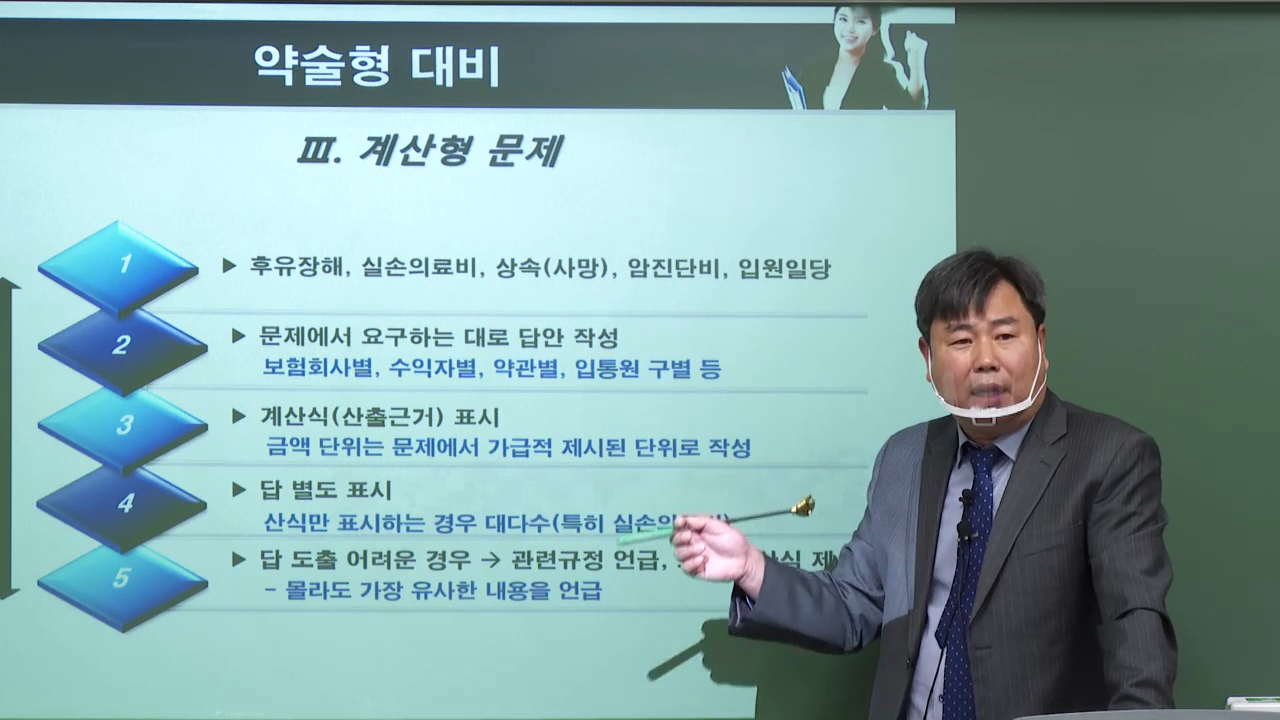 약술형 대비
Ⅲ. 계산형 문제
1 ▶ 후유장해, 실손의료비, 상속(사망), 암진단비, 입원일당
2 ▶ 문제에서 요구하는 대로 답안 작성
보험회사별, 수익자별, 약관별, 입통원 구별 등
3 ▶ 계산식(산출근거) 표시
금액 단위는 문제에서 가급적 제시된 단위로 작성
4 ▶ 답 별도 표시
산식만 표시하는 경우 대다수(특히
5 ▶ 답 도출 어려운 경우 → 관련규정 언급,
- 몰라도 가장 유사한 내용을 언급